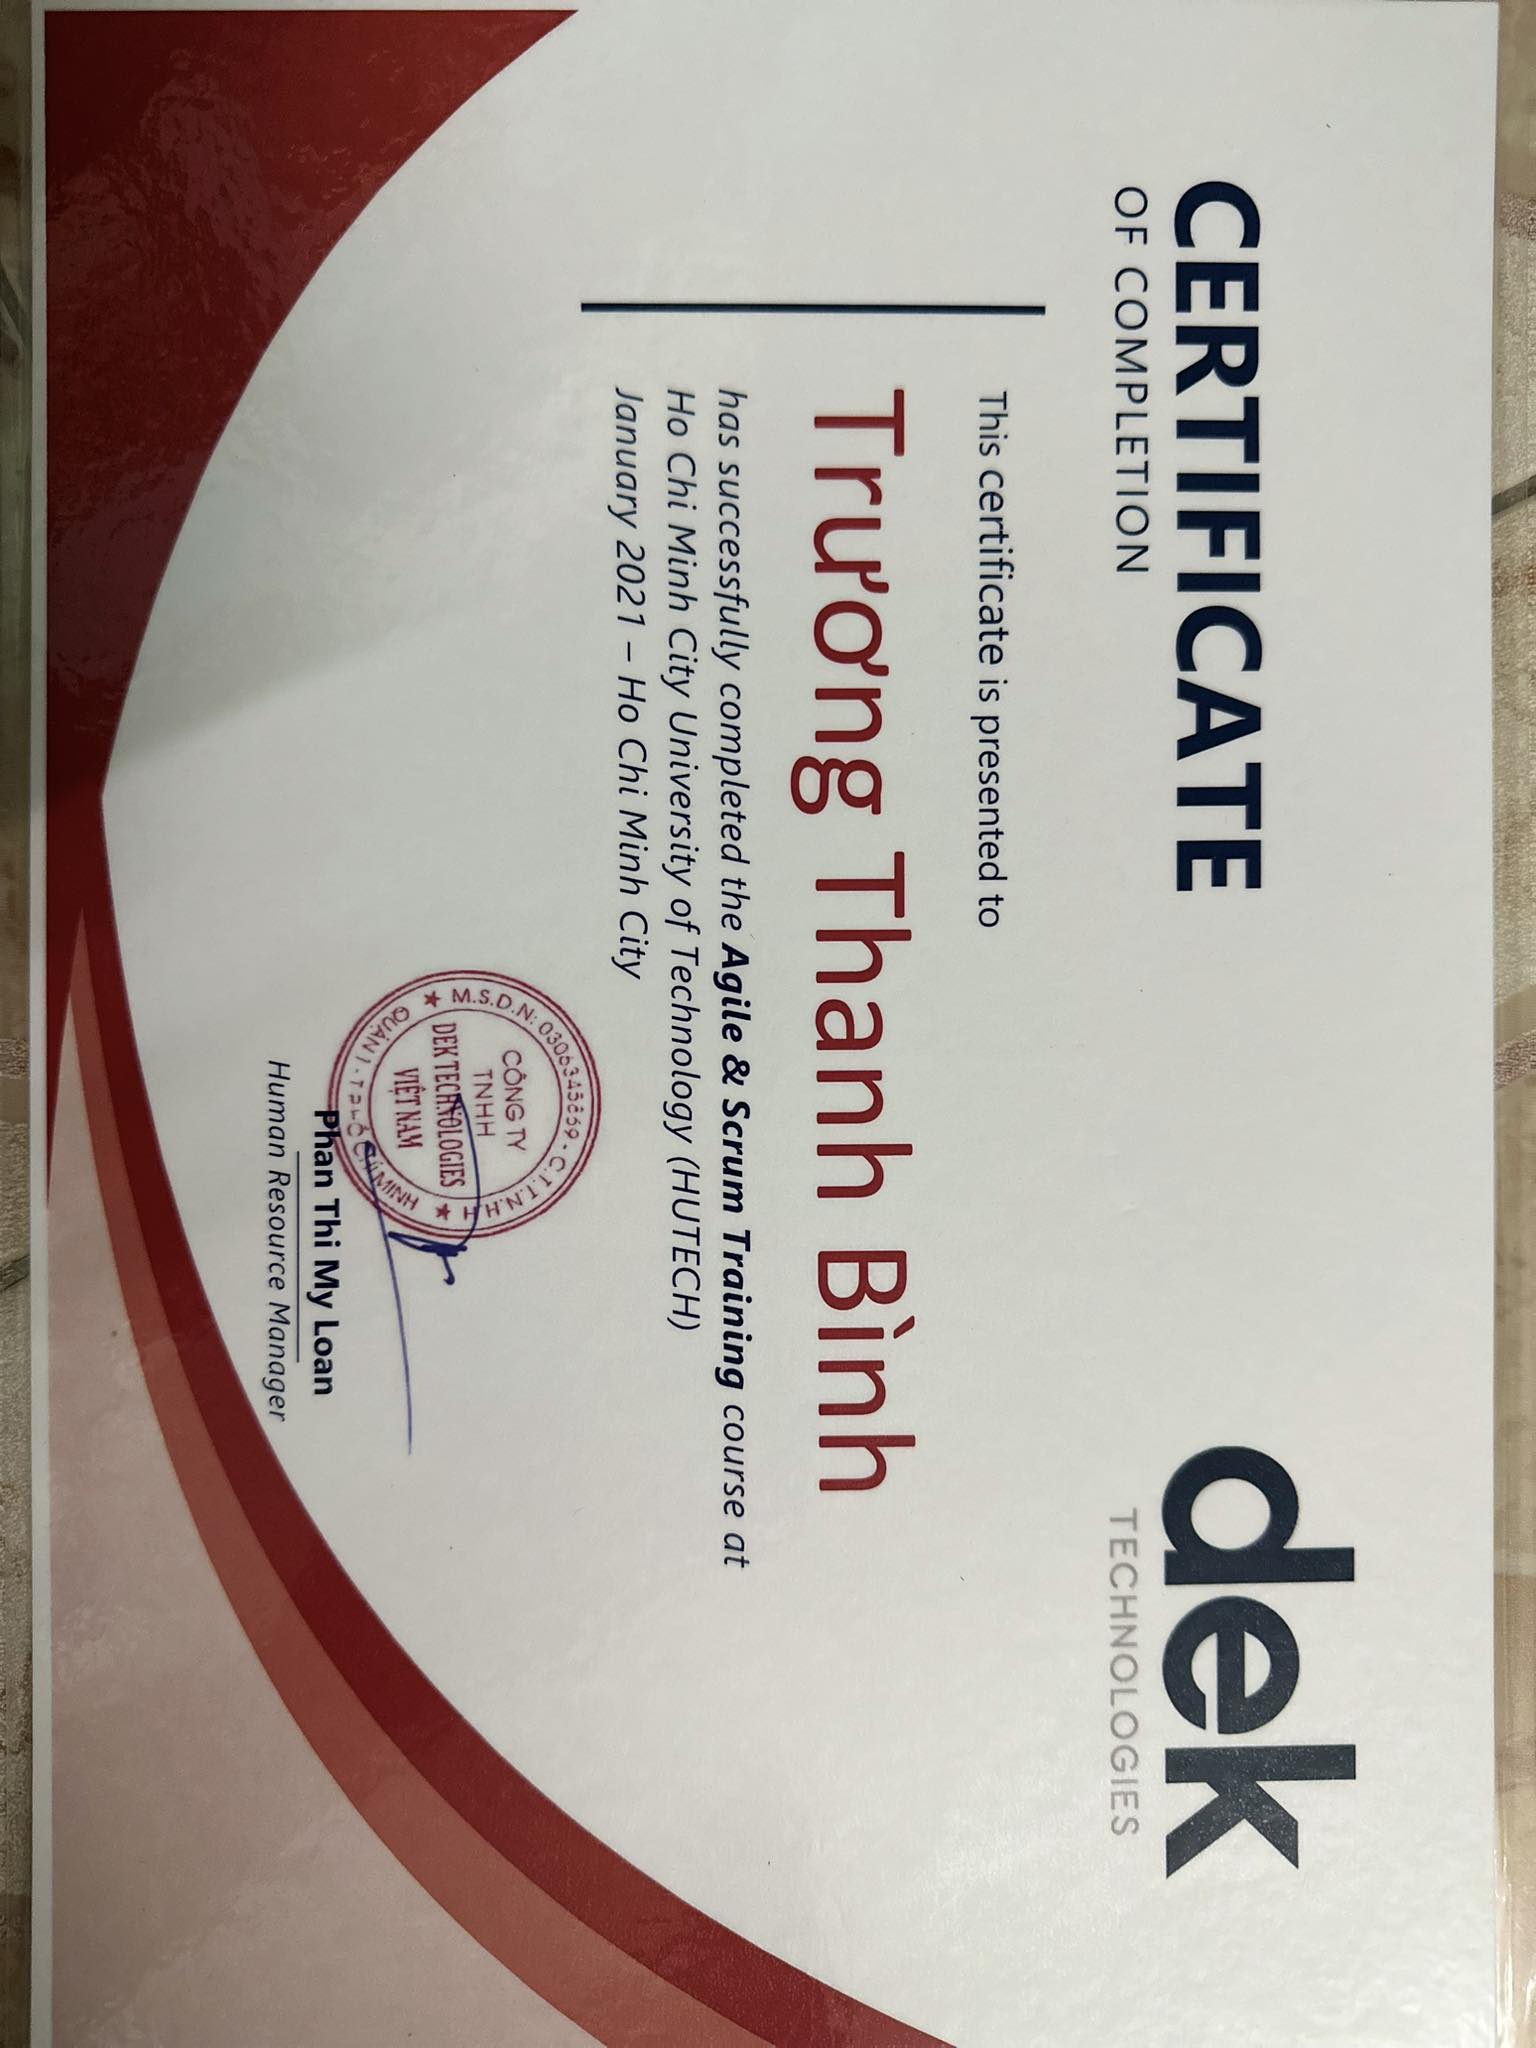 dek
TECHNOLOGIES
CERTIFICATE
OF COMPLETION
This certificate is presented to
Trương Thanh Bình
has successfully completed the Agile & Scrum Training course at
Ho Chi Minh City University of Technology (HUTECH)
January 2021 – Ho Chi Minh City
M.S.D.N: 0306345869 - C.T.T.N.H.H
CÔNG TY
TNHH
DEK TECHNOLOGIES
VIỆT NAM
QUẬN 1 - T.P HỒ CHÍ MINH
Phan Thi My Loan
Human Resource Manager